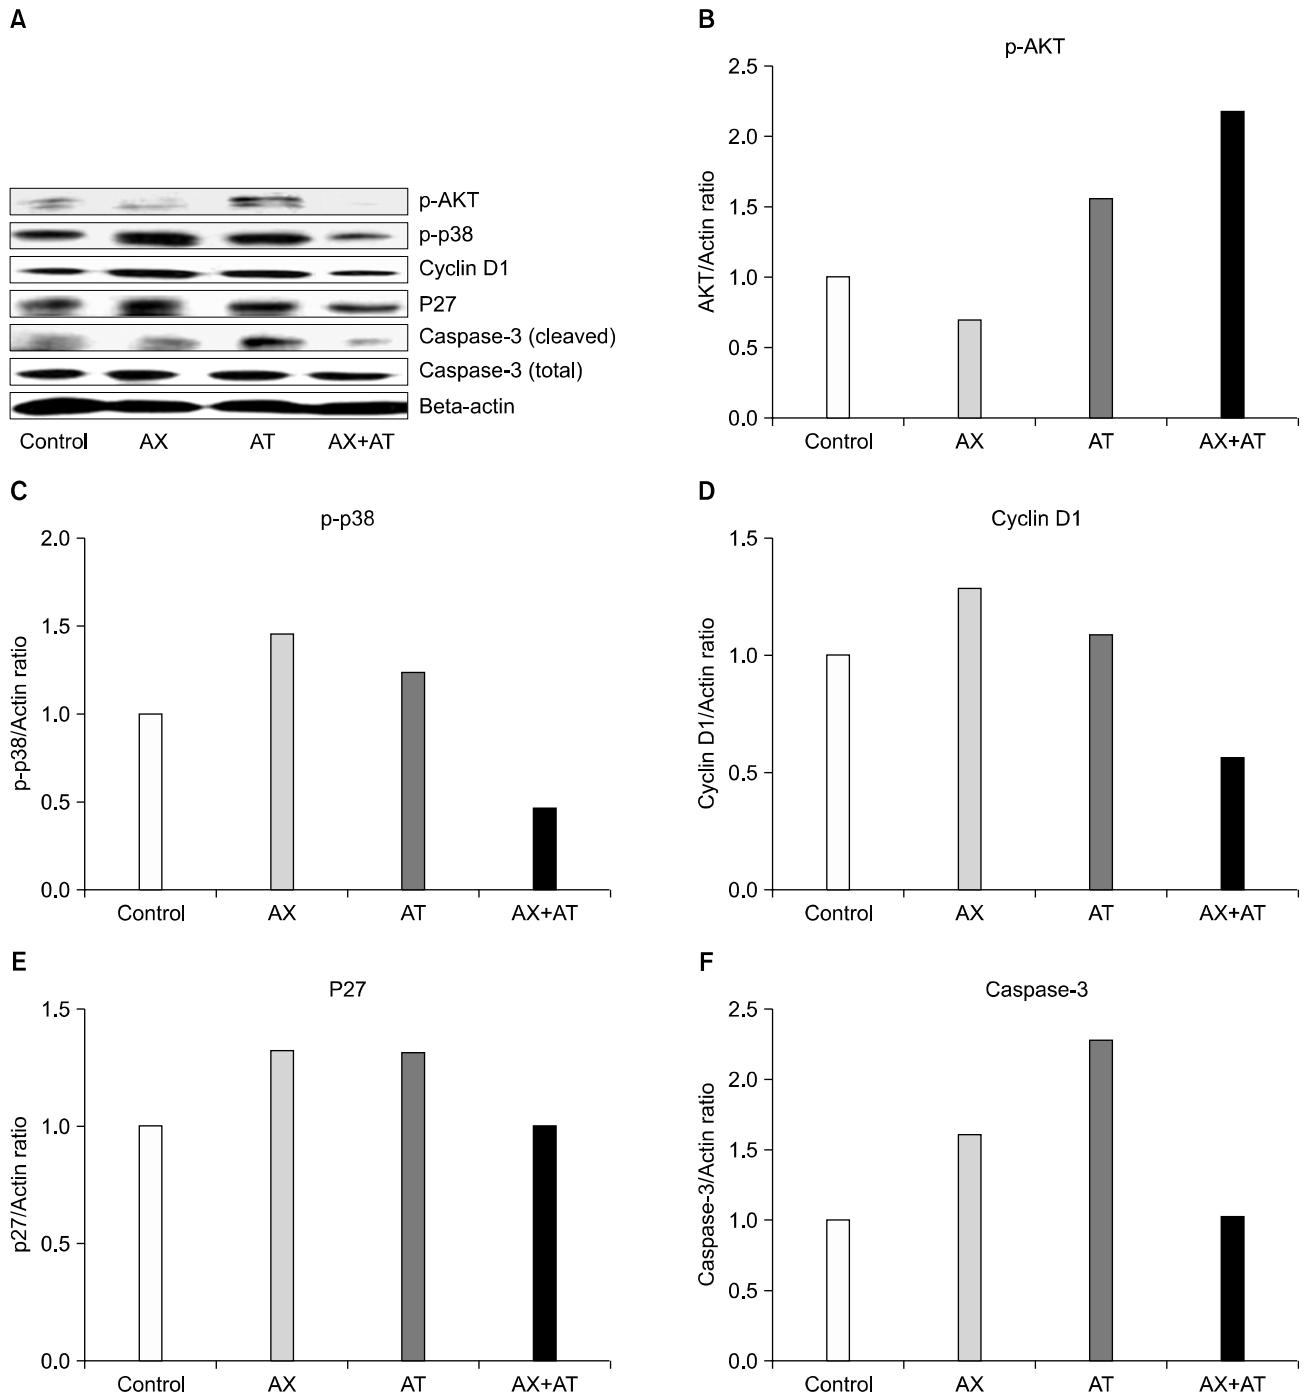 A
p-AKT
p-p38
Cyclin D1
P27
Caspase-3 (cleaved)
Caspase-3 (total)
Beta-actin
Control AX AT AX+AT
B
p-AKT
AKT/Actin ratio
2.5
2.0
1.5
1.0
0.5
0.0
Control AX AT AX+AT
C
p-p38
p-p38/Actin ratio
2.0
1.5
1.0
0.5
0.0
Control AX AT AX+AT
D
Cyclin D1
Cyclin D1/Actin ratio
1.5
1.0
0.5
0.0
Control AX AT AX+AT
E
P27
p27/Actin ratio
1.5
1.0
0.5
0.0
Control AX AT AX+AT
F
Caspase-3
Caspase-3/Actin ratio
2.5
2.0
1.5
1.0
0.5
0.0
Control AX AT AX+AT